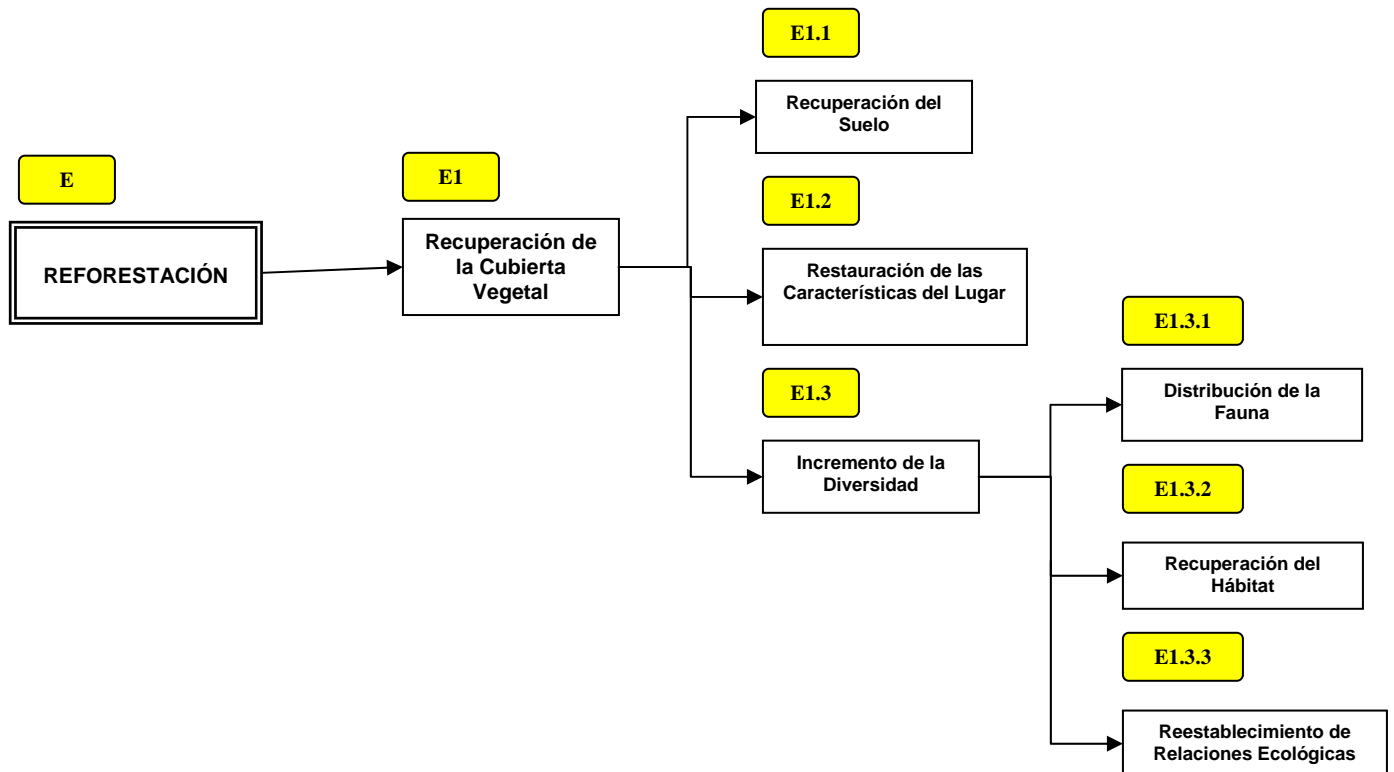 E
REFORESTACIÓN
E1
Recuperación de
la Cubierta
Vegetal
E1.1
Recuperación del
Suelo
E1.2
Restauración de las
Características del Lugar
E1.3
Incremento de la
Diversidad
E1.3.1
Distribución de la
Fauna
E1.3.2
Recuperación del
Hábitat
E1.3.3
Reestablecimiento de
Relaciones Ecológicas